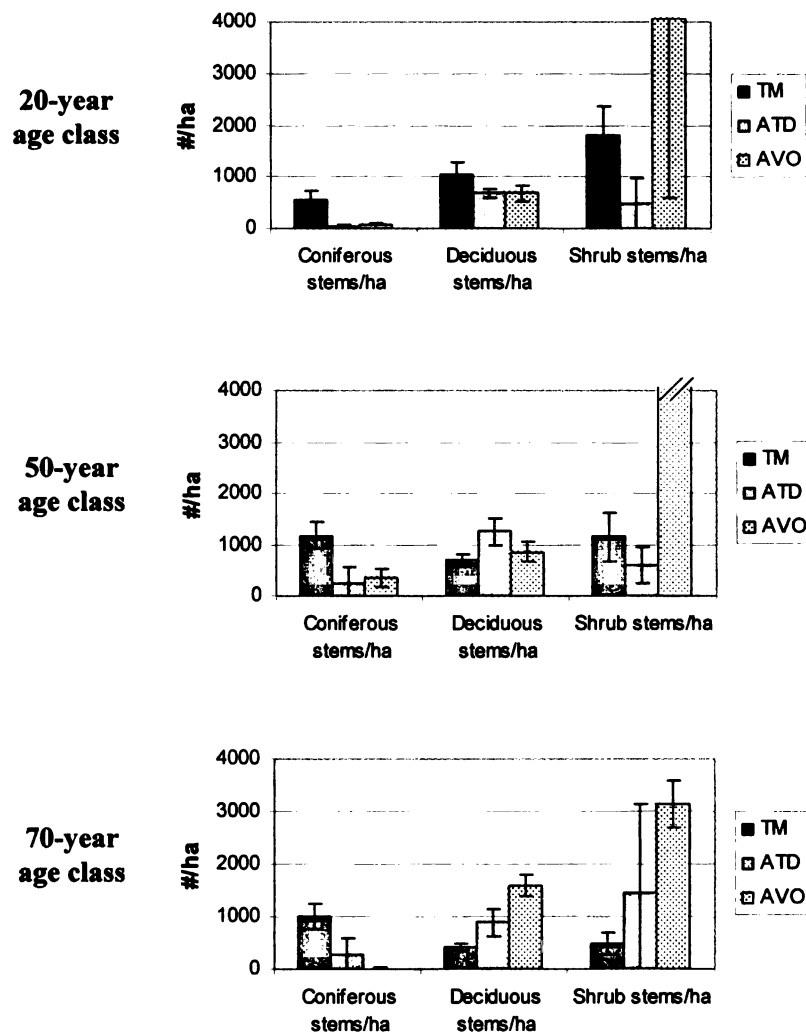 20-year
age class
#/ha
4000
3000
2000
1000
0
Coniferous
stems/ha
Deciduous
stems/ha
Shrub stems/ha
TM
ATD
AVO
50-year
age class
#/ha
4000
3000
2000
1000
0
Coniferous
stems/ha
Deciduous
stems/ha
Shrub stems/ha
TM
ATD
AVO
70-year
age class
#/ha
4000
3000
2000
1000
0
Coniferous
stems/ha
Deciduous
stems/ha
Shrub stems/ha
TM
ATD
AVO